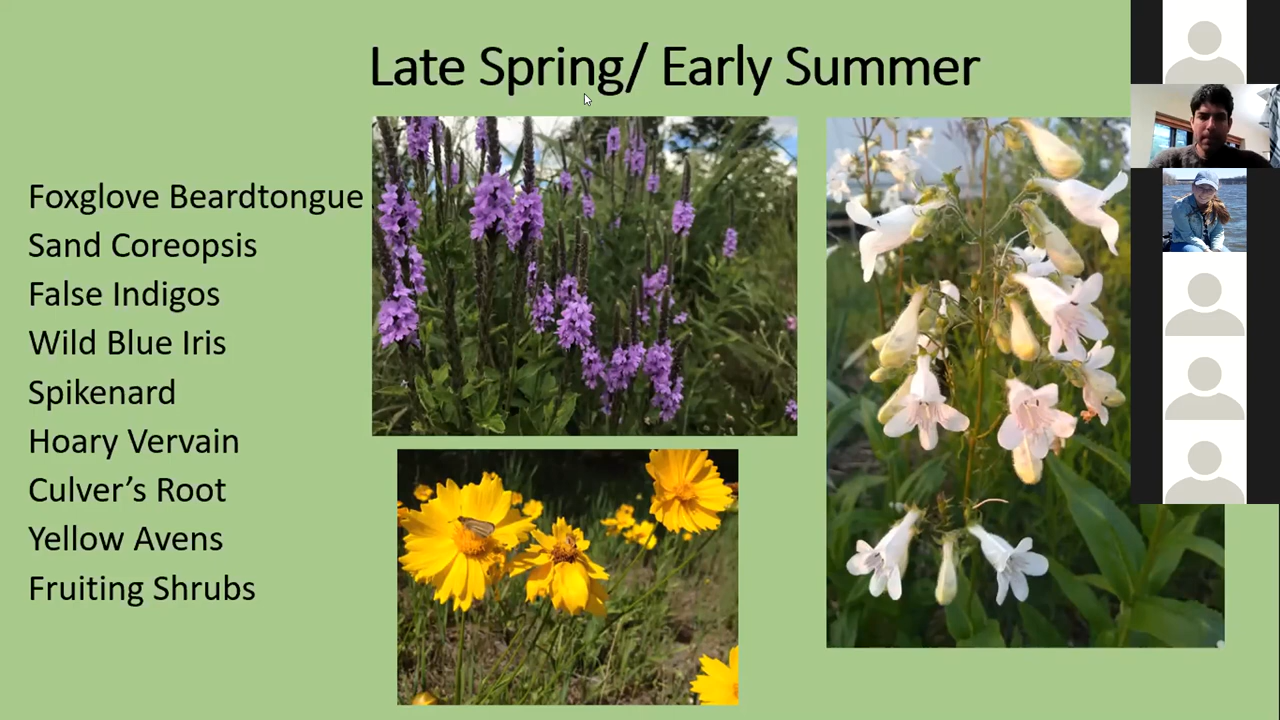 Late Spring/ Early Summer
Foxglove Beardtongue
Sand Coreopsis
False Indigos
Wild Blue Iris
Spikenard
Hoary Vervain
Culver’s Root
Yellow Avens
Fruiting Shrubs